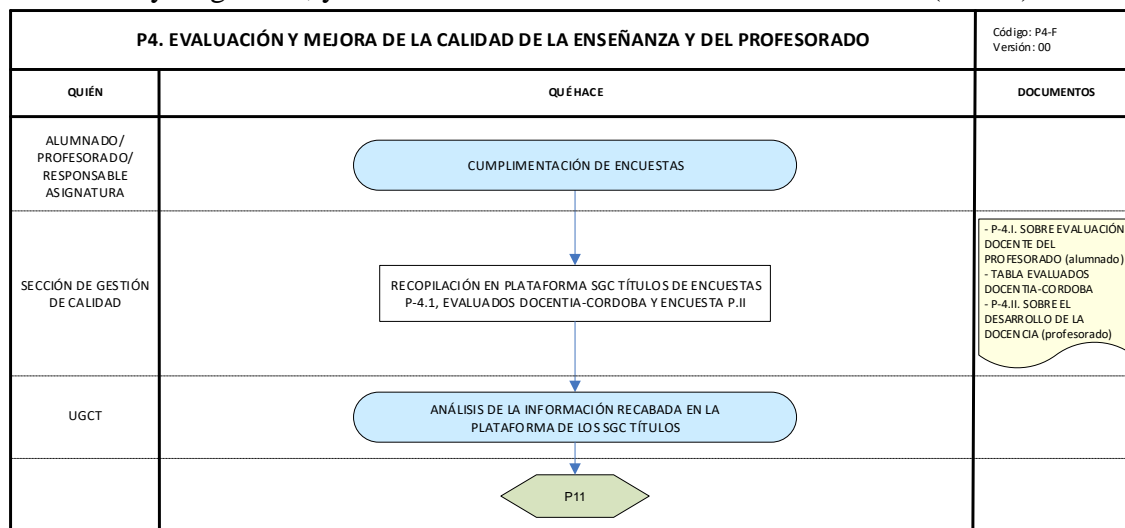 P4. EVALUACIÓN Y MEJORA DE LA CALIDAD DE LA ENSEÑANZA Y DEL PROFESORADO
Código: P4-F
Versión: 00
QUIÉN
QUÉ HACE
DOCUMENTOS
ALUMNADO/
PROFESORADO/
RESPONSABLE
ASIGNATURA
CUMPLIMENTACIÓN DE ENCUESTAS
SECCIÓN DE GESTIÓN
DE CALIDAD
RECOPILACIÓN EN PLATAFORMA SGC TÍTULOS DE ENCUESTAS
P-4.1, EVALUADOS DOCENTIA-CORDOBA Y ENCUESTA P.II
- P-4.I. SOBRE EVALUACIÓN
DOCENTE DEL
PROFESORADO (alumnado)
- TABLA EVALUADOS
DOCENTIA-CORDOBA
- P-4.II. SOBRE EL
DESARROLLO DE LA
DOCENCIA (profesorado)
UGCT
ANÁLISIS DE LA INFORMACIÓN RECABADA EN LA
PLATAFORMA DE LOS SGC TÍTULOS
P11